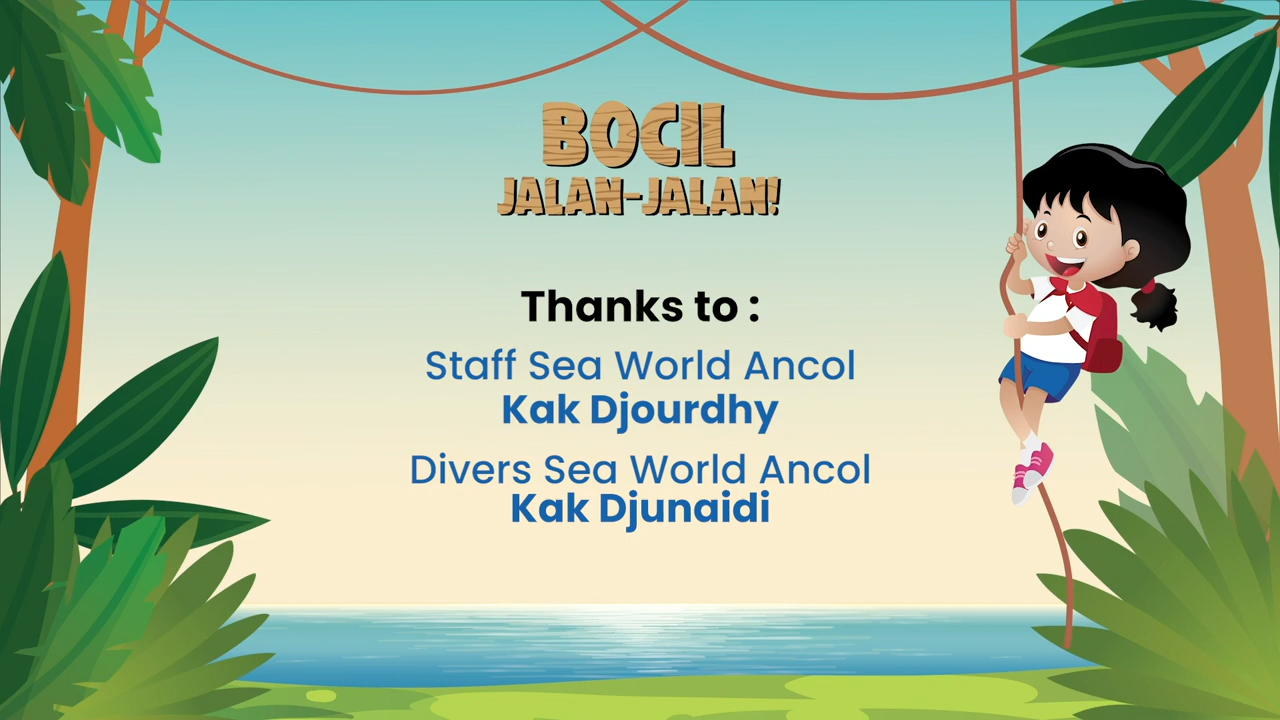 BOCIL
JALAN-JALAN!
Thanks to :
Staff Sea World Ancol
Kak Djourdhy
Divers Sea World Ancol
Kak Djunaidi